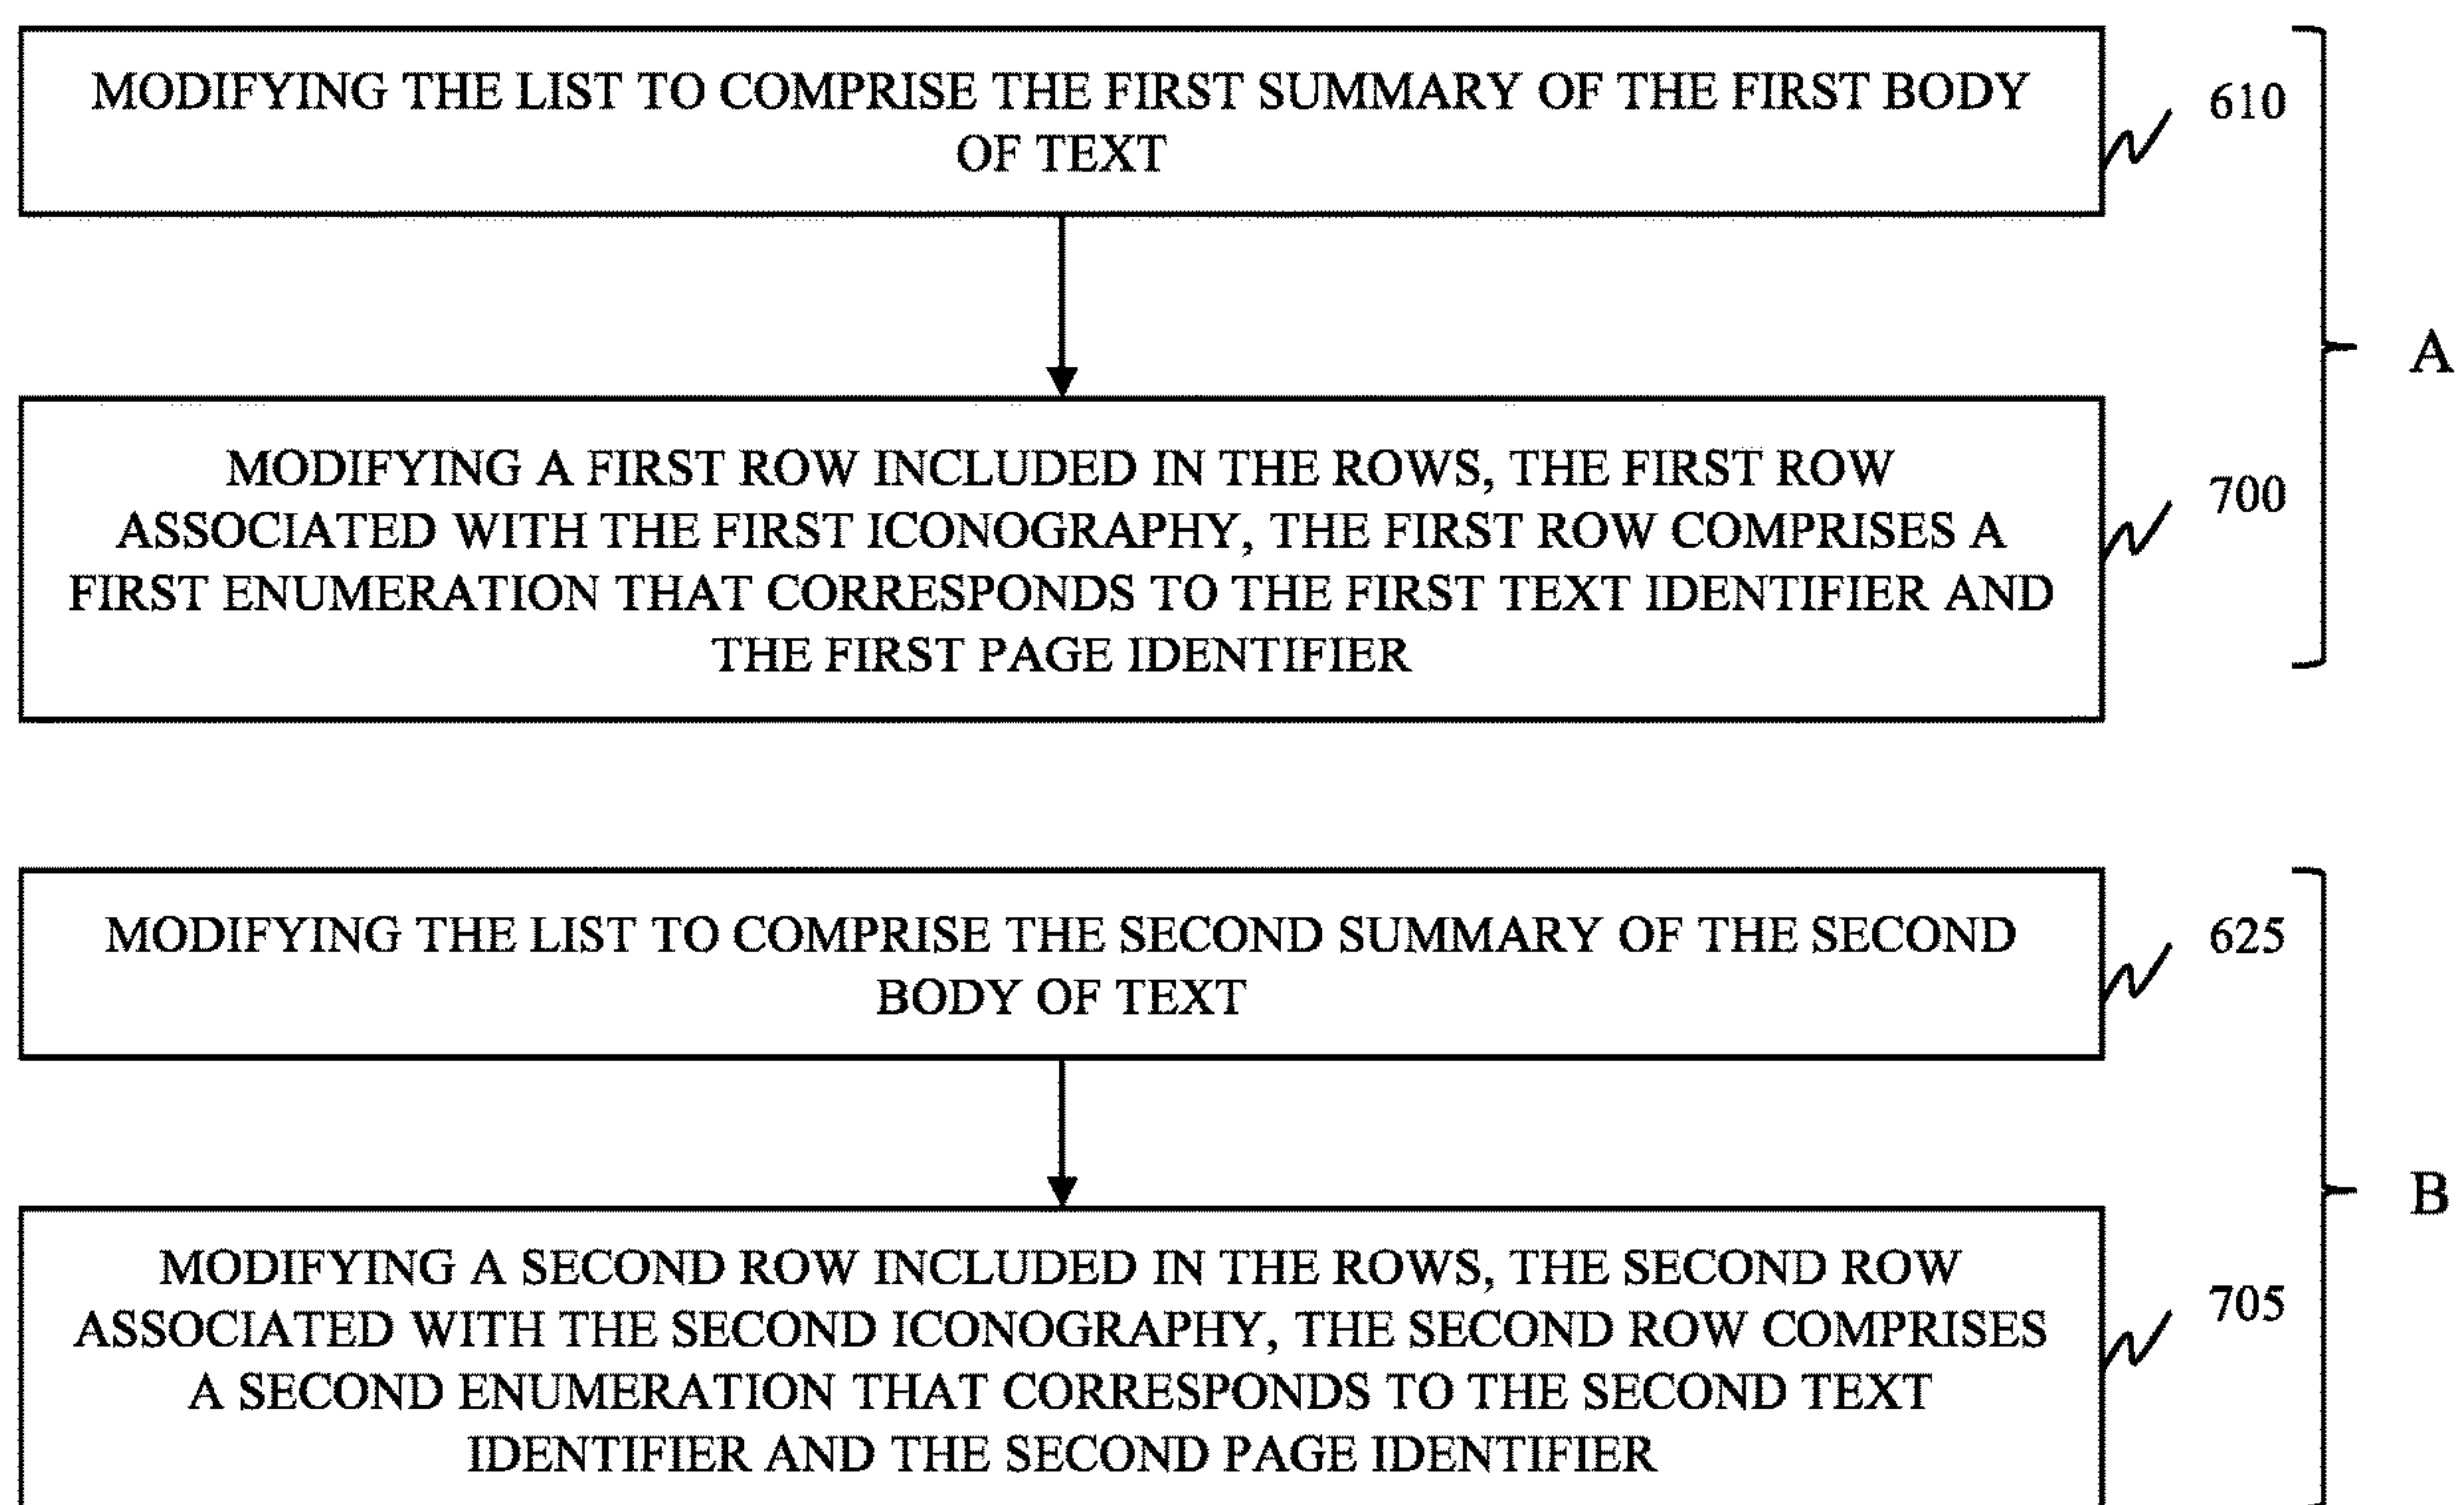 MODIFYING THE LIST TO COMPRISE THE FIRST SUMMARY OF THE FIRST BODY
OF TEXT
610
MODIFYING A FIRST ROW INCLUDED IN THE ROWS, THE FIRST ROW
ASSOCIATED WITH THE FIRST ICONOGRAPHY, THE FIRST ROW COMPRISES A
FIRST ENUMERATION THAT CORRESPONDS TO THE FIRST TEXT IDENTIFIER AND
THE FIRST PAGE IDENTIFIER
700
A
MODIFYING THE LIST TO COMPRISE THE SECOND SUMMARY OF THE SECOND
BODY OF TEXT
625
MODIFYING A SECOND ROW INCLUDED IN THE ROWS, THE SECOND ROW
ASSOCIATED WITH THE SECOND ICONOGRAPHY, THE SECOND ROW COMPRISES
A SECOND ENUMERATION THAT CORRESPONDS TO THE SECOND TEXT
IDENTIFIER AND THE SECOND PAGE IDENTIFIER
705
B